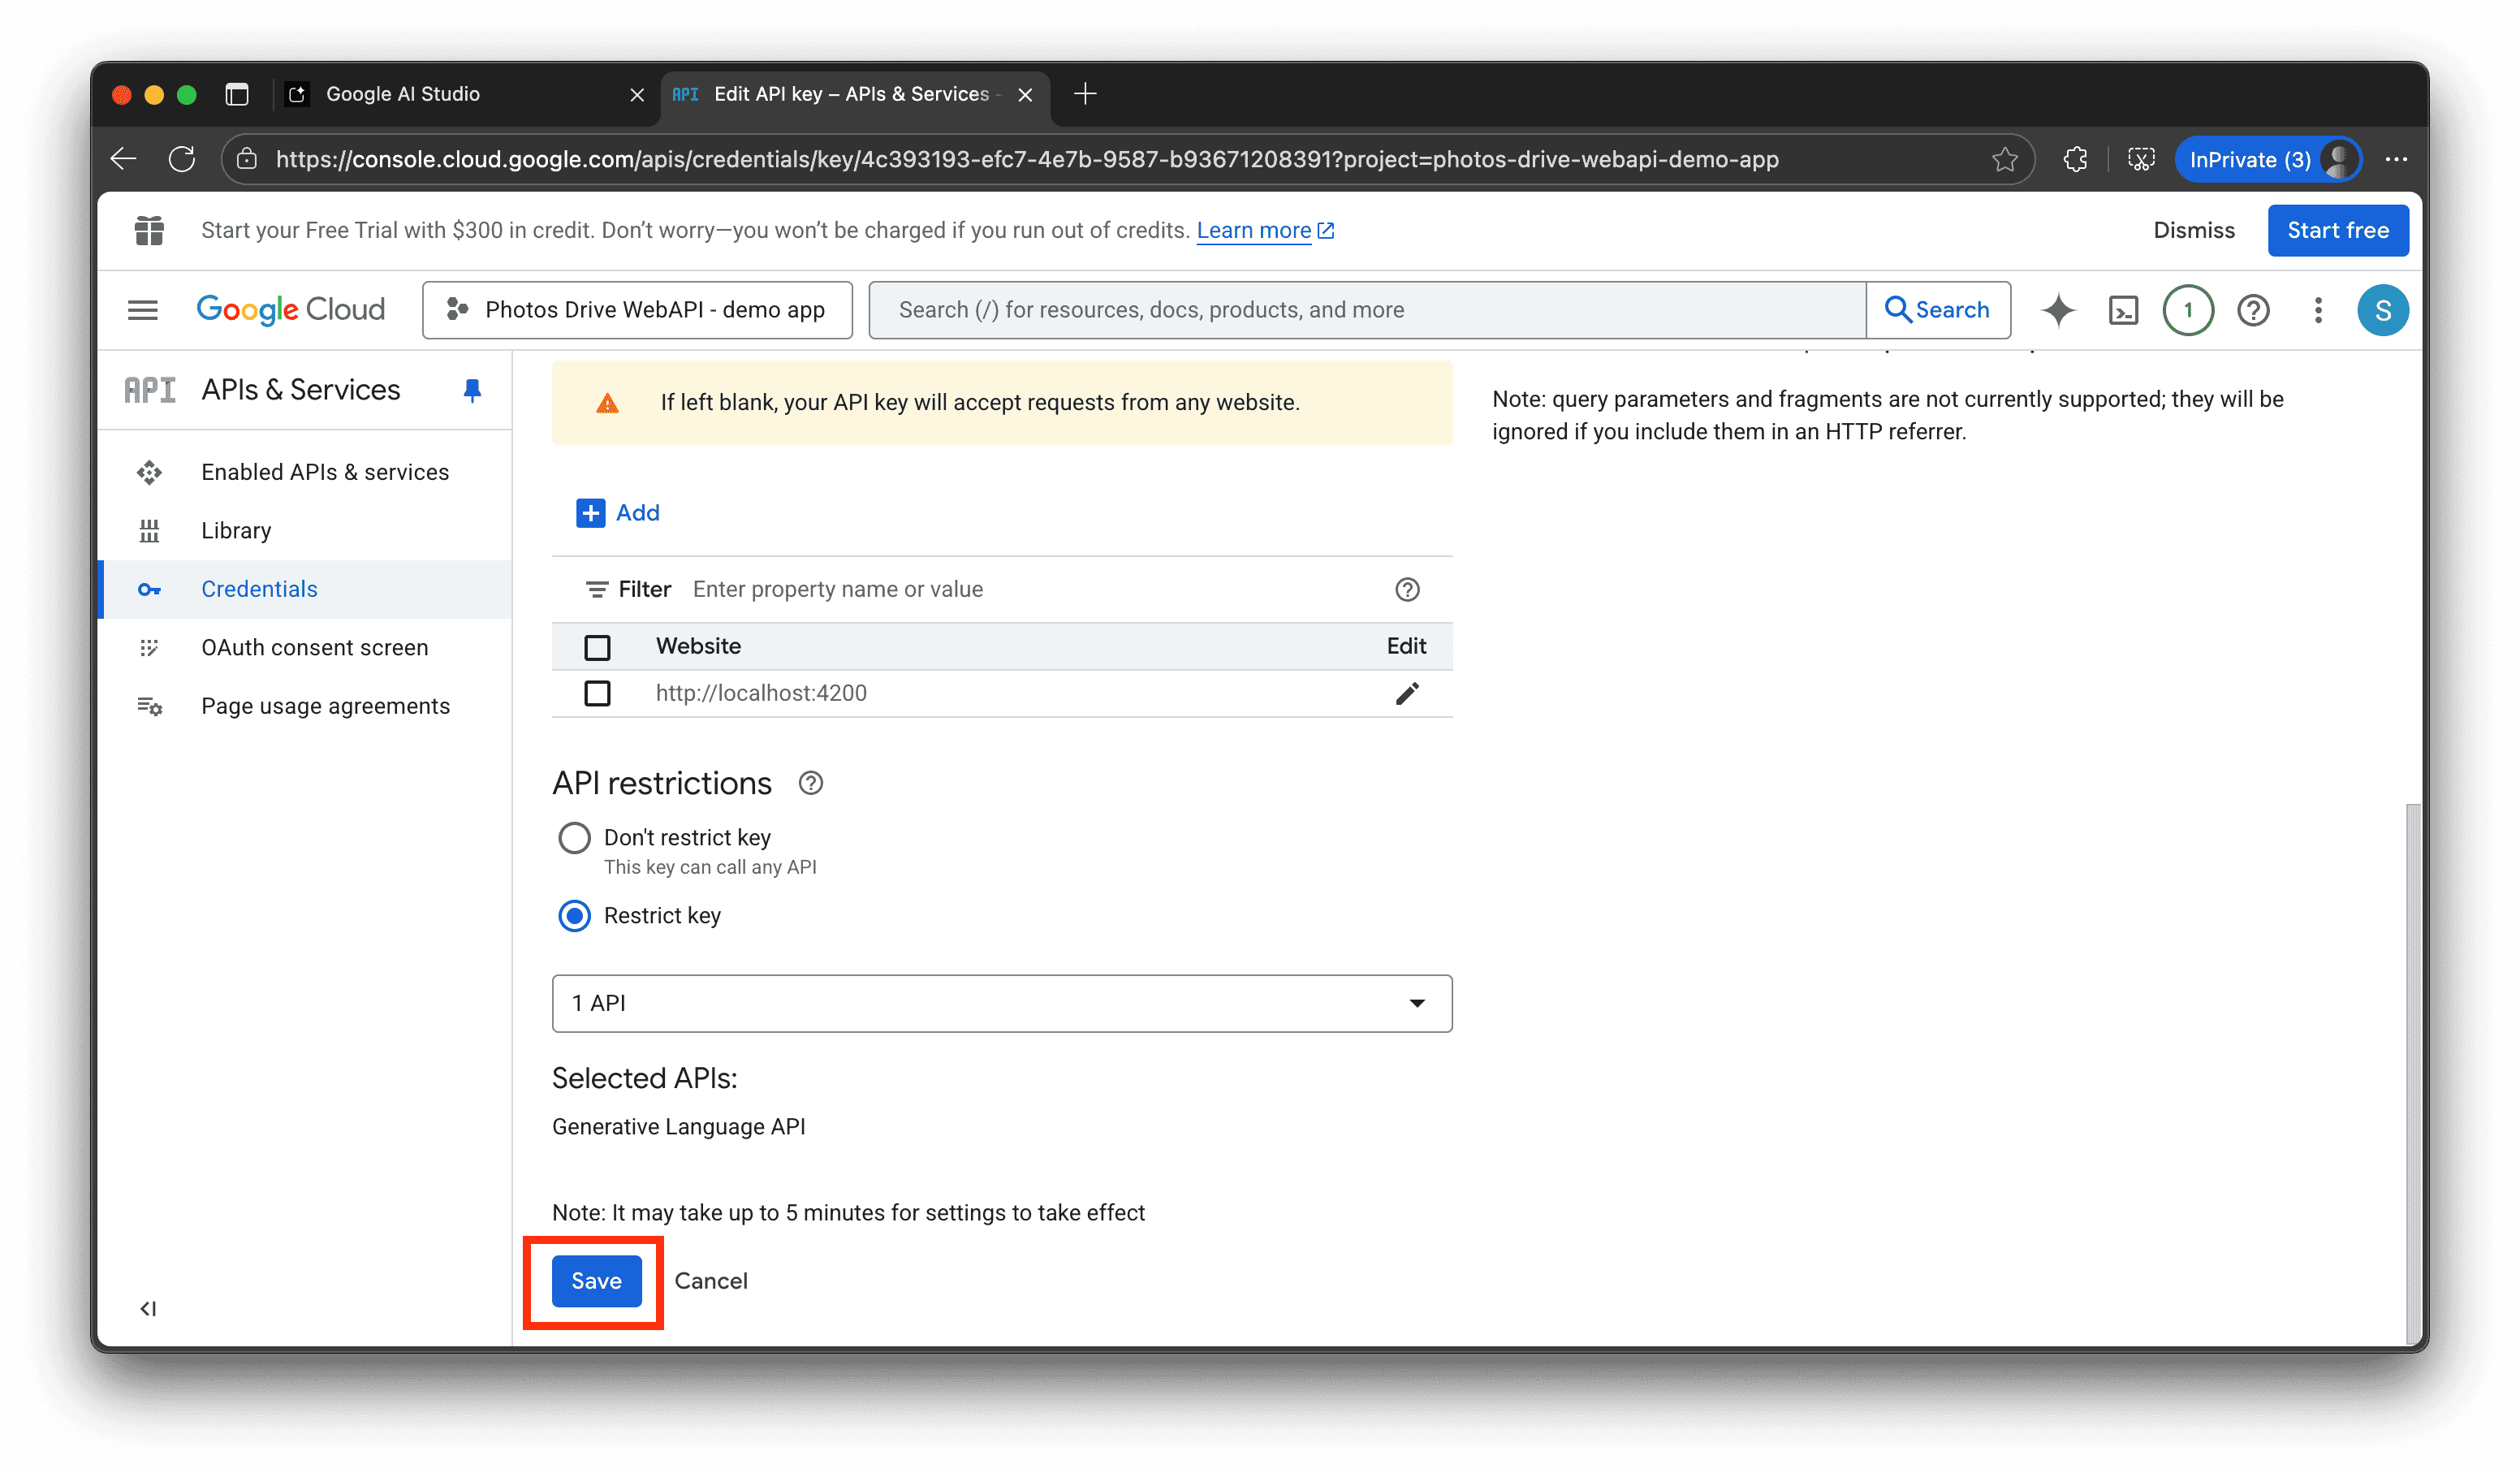 Google AI Studio
API Edit API key – APIs & Services -
https://console.cloud.google.com/apis/credentials/key/4c393193-efc7-4e7b-9587-b93671208391?project=photos-drive-webapi-demo-app
InPrivate (3)
Start your Free Trial with $300 in credit. Don’t worry—you won’t be charged if you run out of credits. Learn more
Dismiss
Start free
Google Cloud
Photos Drive WebAPI - demo app
Search (/) for resources, docs, products, and more
Search
1
S
API APIs & Services
Enabled APIs & services
Library
Credentials
OAuth consent screen
Page usage agreements
If left blank, your API key will accept requests from any website.
Add
Filter Enter property name or value
Website Edit
http://localhost:4200
API restrictions
Don't restrict key
This key can call any API
Restrict key
1 API
Selected APIs:
Generative Language API
Note: It may take up to 5 minutes for settings to take effect
Save Cancel
Note: query parameters and fragments are not currently supported; they will be
ignored if you include them in an HTTP referrer.